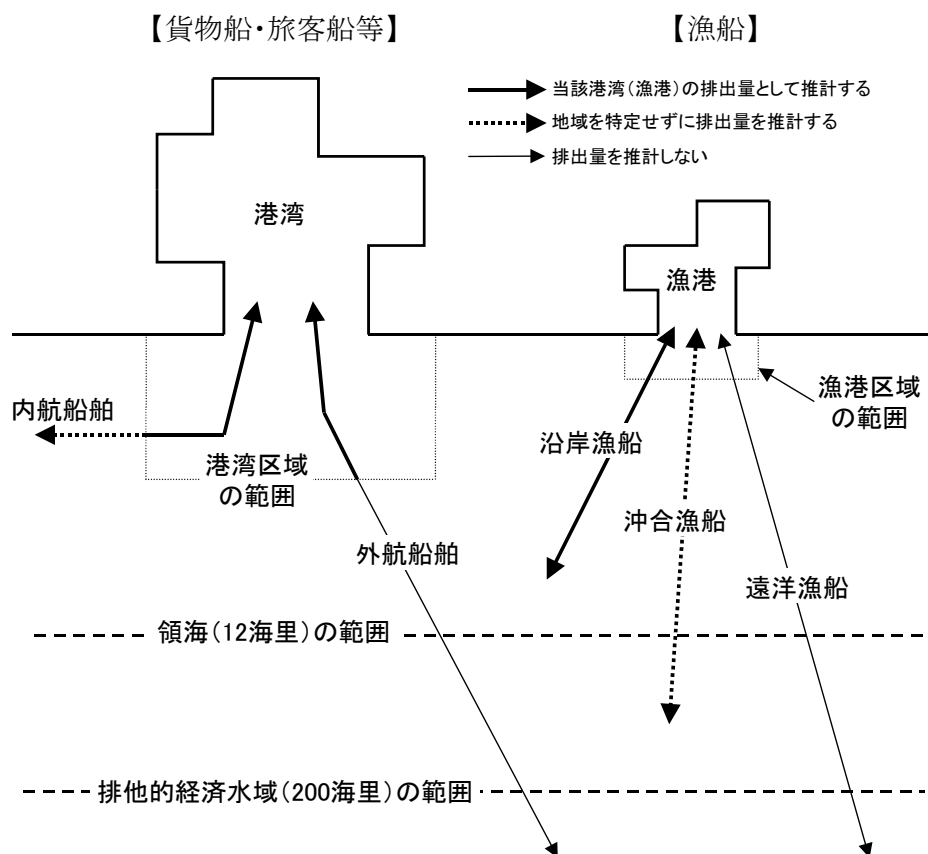 【貨物船・旅客船等】
【漁船】
当該港湾(漁港)の排出量として推計する
地域を特定せずに排出量を推計する
排出量を推計しない
港湾
漁港
内航船舶
港湾区域
の範囲
漁港区域
の範囲
沿岸漁船
沖合漁船
外航船舶
遠洋漁船
領海(12海里)の範囲
排他的経済水域(200海里)の範囲